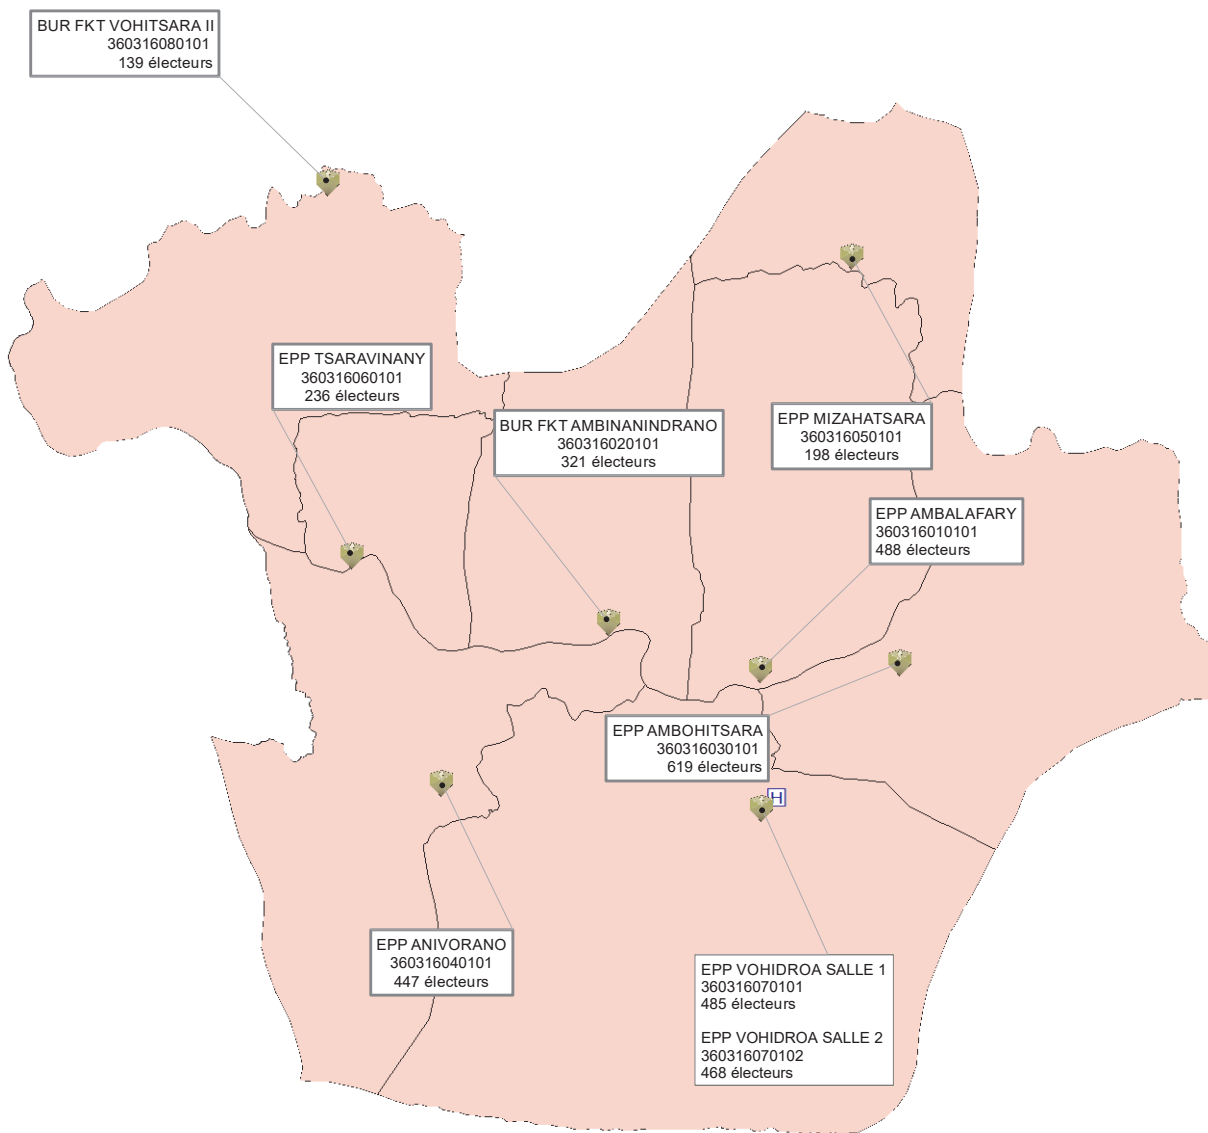 BUR FKT VOHITSARA II
360316080101
139 électeurs
EPP TSARAVINANY
360316060101
236 électeurs
BUR FKT AMBINANINDRANO
360316020101
321 électeurs
EPP MIZAHATSARA
360316050101
198 électeurs
EPP AMBALAFARY
360316010101
488 électeurs
EPP AMBOHITSARA
360316030101
619 électeurs
H
EPP ANIVORANO
360316040101
447 électeurs
EPP VOHIDROA SALLE 1
360316070101
485 électeurs
EPP VOHIDROA SALLE 2
360316070102
468 électeurs